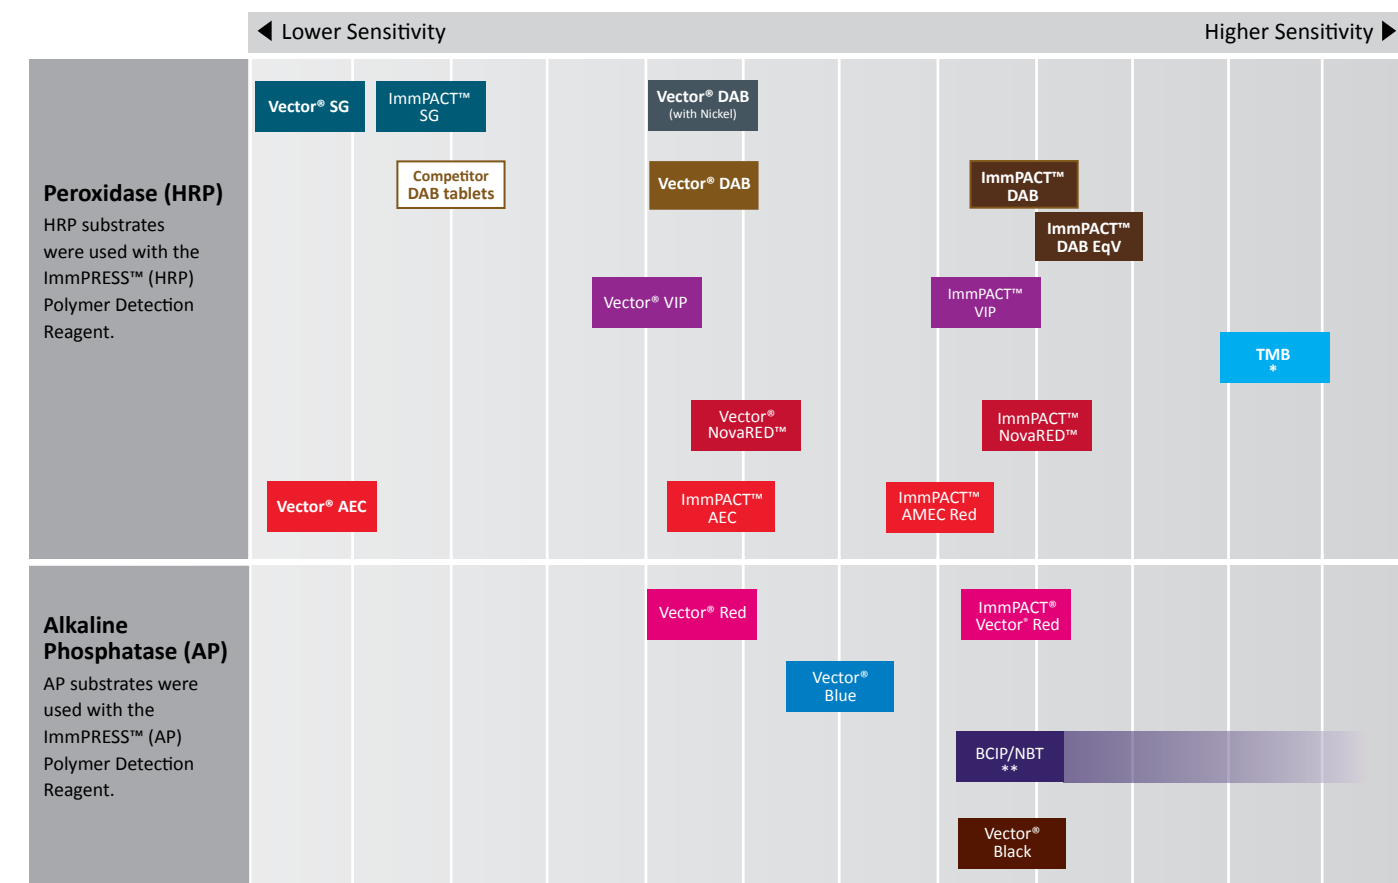 ◀ Lower Sensitivity
Higher Sensitivity ▶
Peroxidase (HRP)
HRP substrates
were used with the
ImmPRESS™ (HRP)
Polymer Detection
Reagent.
Vector® SG
ImmPACT™
SG
Vector® DAB
(with Nickel)
Competitor
DAB tablets
Vector® DAB
ImmPACT™
DAB
ImmPACT™
DAB EqV
Vector® VIP
ImmPACT™
VIP
TMB
*
Vector®
NovaRED™
ImmPACT™
NovaRED™
Vector® AEC
ImmPACT™
AEC
ImmPACT™
AMEC Red
Alkaline
Phosphatase (AP)
AP substrates were
used with the
ImmPRESS™ (AP)
Polymer Detection
Reagent.
Vector® Red
ImmPACT®
Vector® Red
Vector®
Blue
BCIP/NBT
**
Vector®
Black